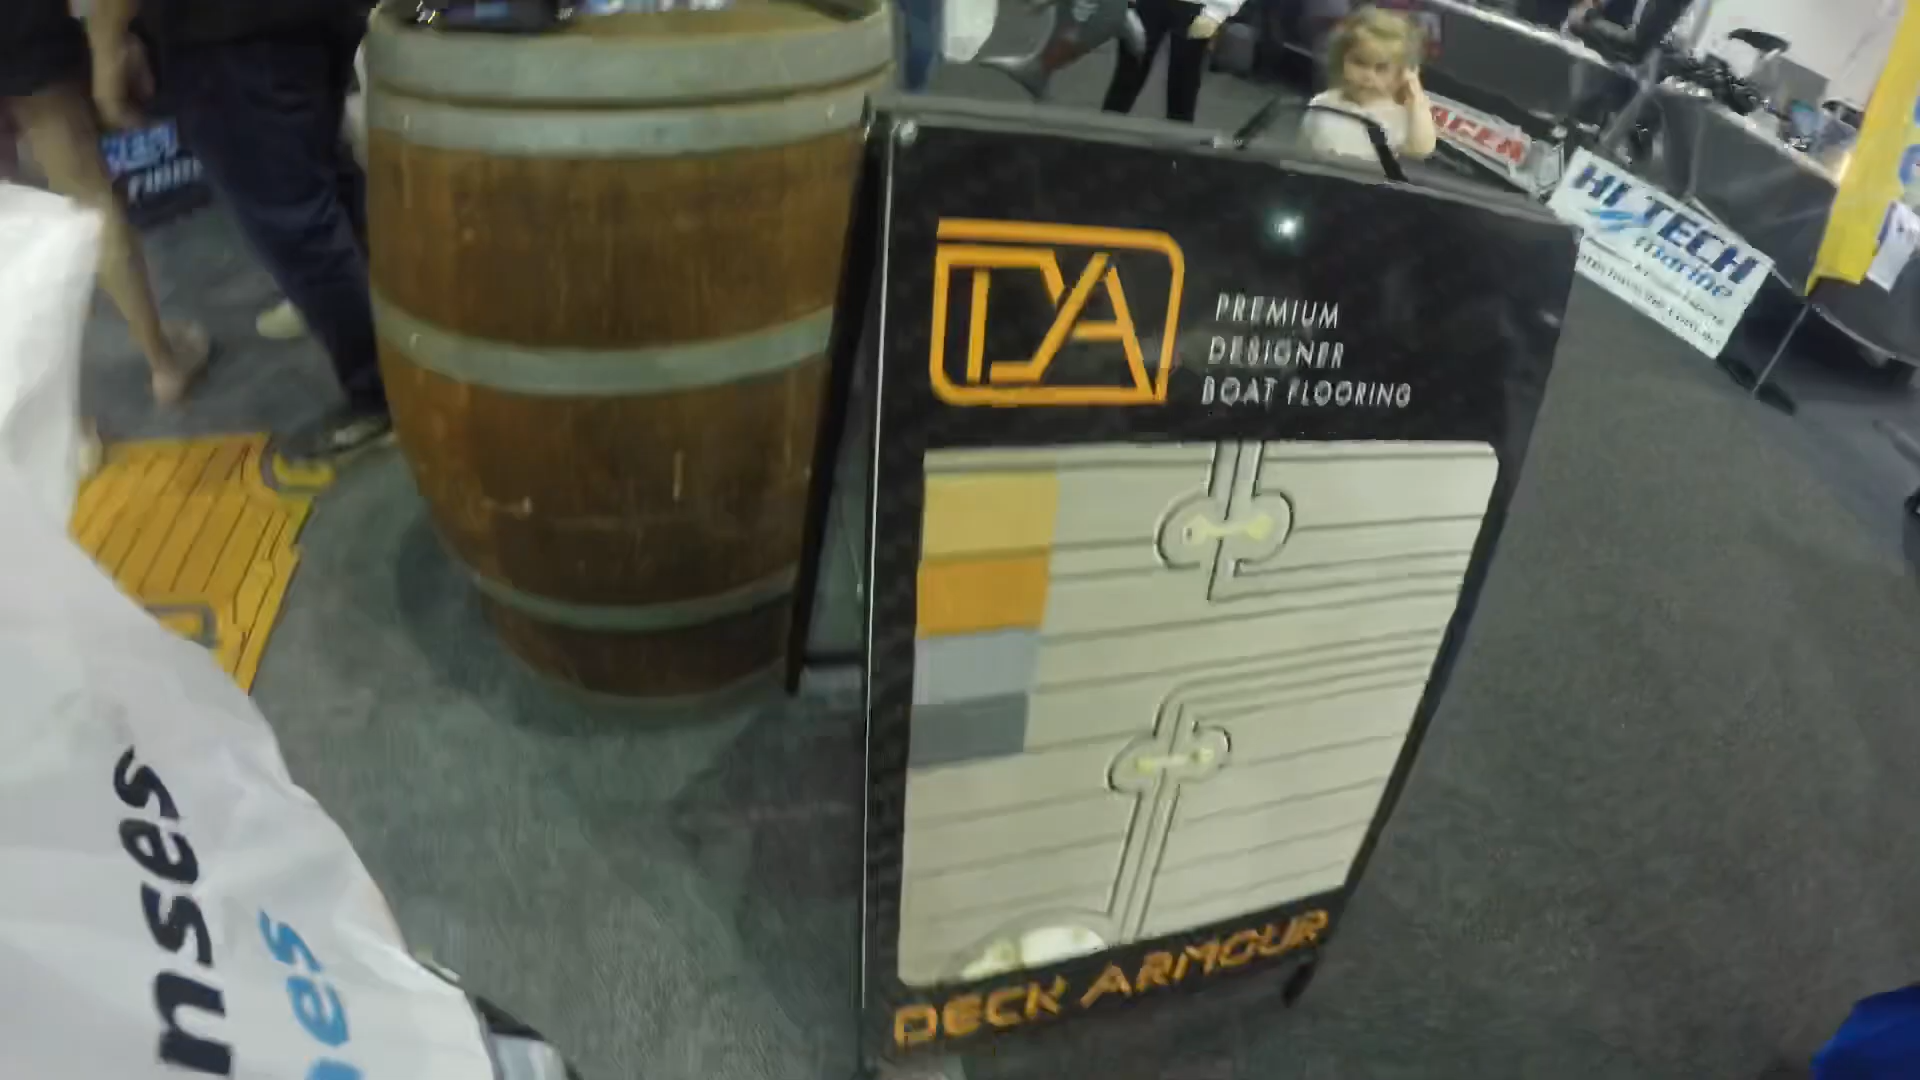 DA
PREMIUM
DESIGNER
BOAT FLOORING
DECK ARMOUR
HI TECH
marine
nses
es